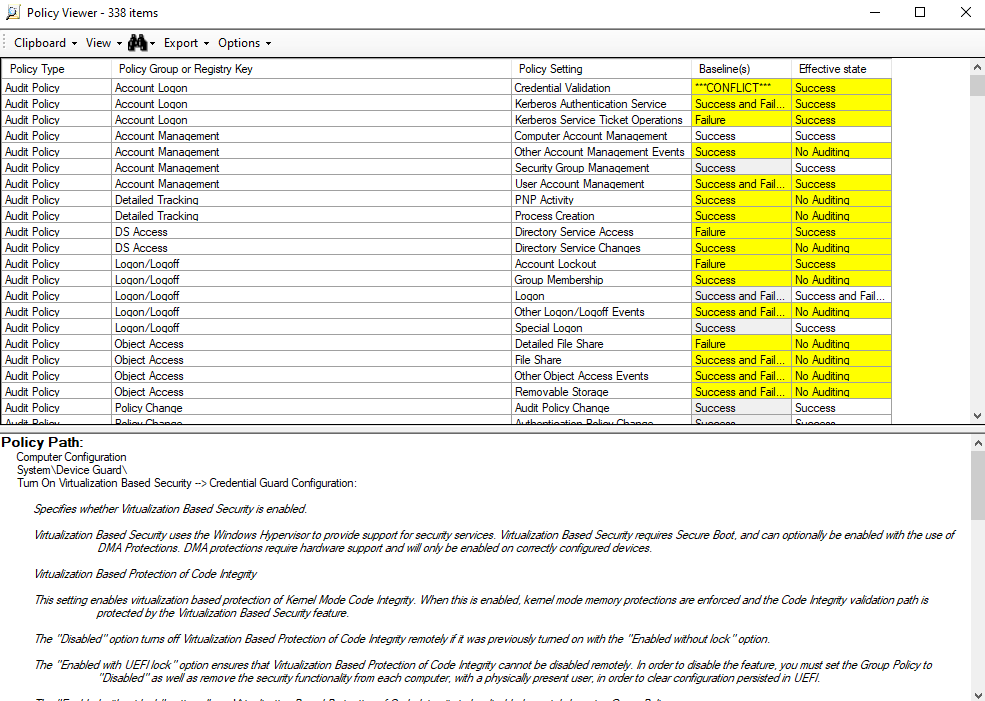 Policy Viewer - 338 items
Clipboard View Export Options
Policy Type Policy Group or Registry Key Policy Setting Baseline(s) Effective state
Audit Policy Account Logon Credential Validation ***CONFLICT*** Success
Audit Policy Account Logon Kerberos Authentication Service Success and Fail... Success
Audit Policy Account Logon Kerberos Service Ticket Operations Failure Success
Audit Policy Account Management Computer Account Management Success Success
Audit Policy Account Management Other Account Management Events Success No Auditing
Audit Policy Account Management Security Group Management Success Success
Audit Policy Account Management User Account Management Success and Fail... Success
Audit Policy Detailed Tracking PNP Activity Success No Auditing
Audit Policy Detailed Tracking Process Creation Success No Auditing
Audit Policy DS Access Directory Service Access Failure Success
Audit Policy DS Access Directory Service Changes Success No Auditing
Audit Policy Logon/Logoff Account Lockout Failure Success
Audit Policy Logon/Logoff Group Membership Success No Auditing
Audit Policy Logon/Logoff Logon Success and Fail... Success and Fail...
Audit Policy Logon/Logoff Other Logon/Logoff Events Success and Fail... No Auditing
Audit Policy Logon/Logoff Special Logon Success Success
Audit Policy Object Access Detailed File Share Failure No Auditing
Audit Policy Object Access File Share Success and Fail... No Auditing
Audit Policy Object Access Other Object Access Events Success and Fail... No Auditing
Audit Policy Object Access Removable Storage Success and Fail... No Auditing
Audit Policy Policy Change Audit Policy Change Success Success
Audit Policy Policy Change Authentication Policy Change Success Success
Policy Path:
Computer Configuration
System\Device Guard\
Turn On Virtualization Based Security --> Credential Guard Configuration:
Specifies whether Virtualization Based Security is enabled.
Virtualization Based Security uses the Windows Hypervisor to provide support for security services. Virtualization Based Security requires Secure Boot, and can optionally be enabled with the use of
DMA Protections. DMA protections require hardware support and will only be enabled on correctly configured devices.
Virtualization Based Protection of Code Integrity
This setting enables virtualization based protection of Kernel Mode Code Integrity. When this is enabled, kernel mode memory protections are enforced and the Code Integrity validation path is
protected by the Virtualization Based Security feature.
The "Disabled" option turns off Virtualization Based Protection of Code Integrity remotely if it was previously turned on with the "Enabled without lock" option.
The "Enabled with UEFI lock" option ensures that Virtualization Based Protection of Code Integrity cannot be disabled remotely. In order to disable the feature, you must set the Group Policy to
"Disabled" as well as remove the security functionality from each computer, with a physically present user, in order to clear configuration persisted in UEFI.